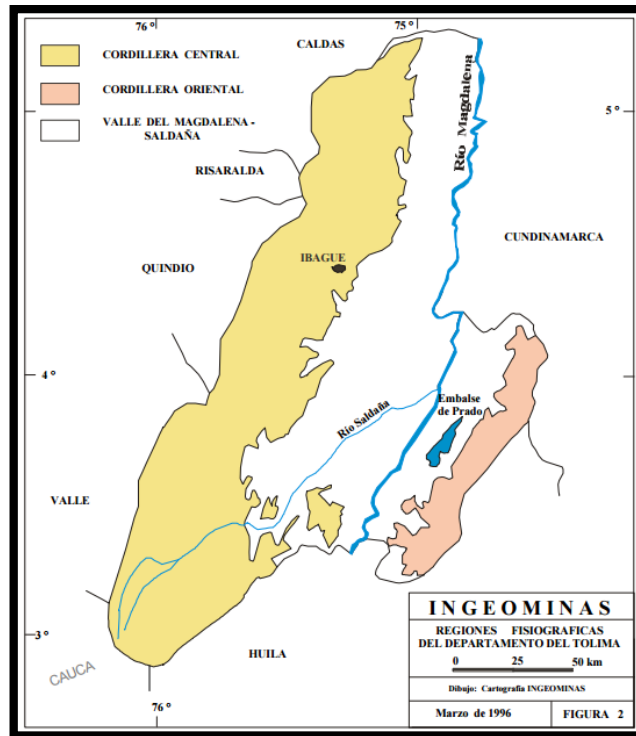 76 °
75 °
CALDAS
CORDILLERA CENTRAL
CORDILLERA ORIENTAL
VALLE DEL MAGDALENA -
SALDAÑA
Río Magdalena
5 °
RISARALDA
CUNDINAMARCA
IBAGUE
QUINDIO
4 °
Embalse
de Prado
Río Saldaña
VALLE
3 °
HUILA
CAUCA
76 °
INGEOMINAS
REGIONES FISIOGRAFICAS
DEL DEPARTAMENTO DEL TOLIMA
0 25 50 km
Dibujo: Cartografía INGEOMINAS
Marzo de 1996
FIGURA 2